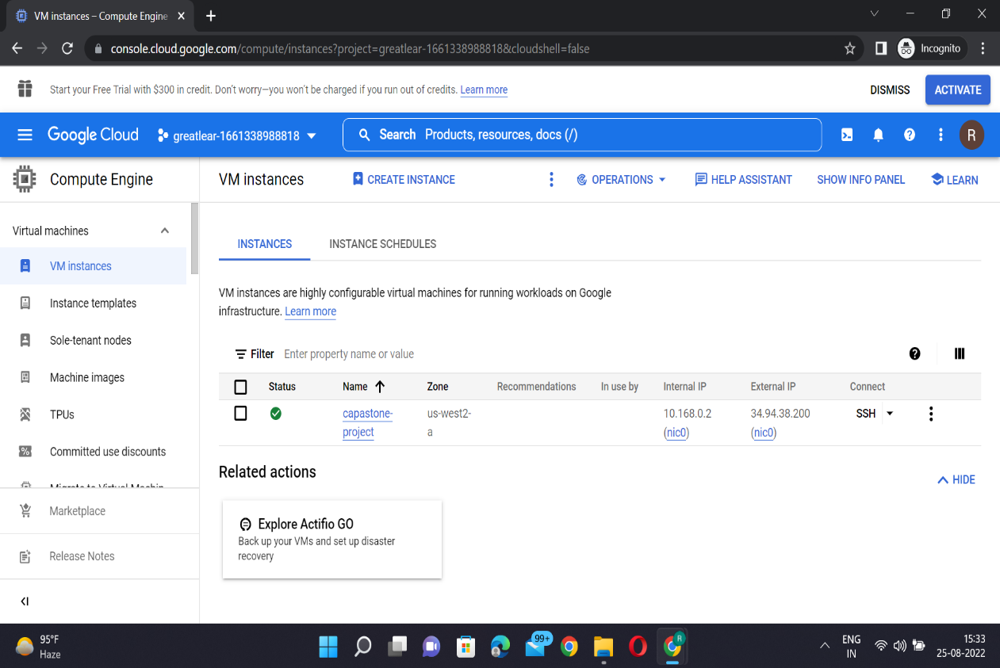 VM instances – Compute Engine
console.cloud.google.com/compute/instances?project=greatlear-1661338988818&cloudshell=false
Incognito
Start your Free Trial with $300 in credit. Don't worry—you won't be charged if you run out of credits. Learn more
DISMISS
ACTIVATE
Google Cloud
greatlear-1661338988818
Search Products, resources, docs (/)
R
Compute Engine
VM instances
CREATE INSTANCE
OPERATIONS
HELP ASSISTANT
SHOW INFO PANEL
LEARN
Virtual machines
VM instances
Instance templates
Sole-tenant nodes
Machine images
TPUs
Committed use discounts
Migrate to Virtual Machin
Marketplace
Release Notes
INSTANCES
INSTANCE SCHEDULES
VM instances are highly configurable virtual machines for running workloads on Google
infrastructure. Learn more
Filter Enter property name or value
Status Name Zone Recommendations In use by Internal IP External IP Connect
capastone- us-west2- 10.168.0.2 34.94.38.200 SSH
project a (nic0) (nic0)
Related actions
HIDE
Explore Actifio GO
Back up your VMs and set up disaster
recovery
95°F
Haze
99+
R
ENG
IN
15:33
25-08-2022